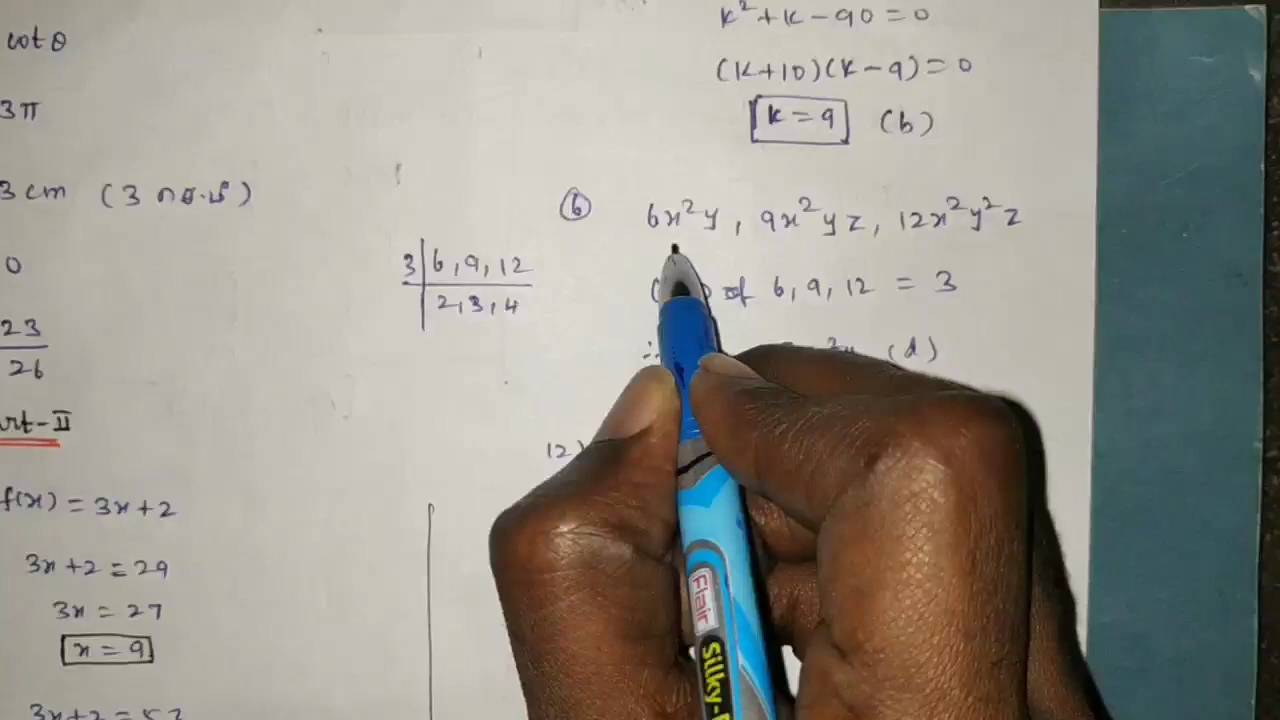 cot θ
3π
3 cm (3 செ.மீ)
0
23
26
rt-II
f(x) = 3x+2
3x+2 = 29
3x = 27
x = 9
3x+2 =
3 | 6, 9, 12
2, 3, 4
k²+k-90=0
(k+10)(k-9)=0
k=9 (b)
⑥ 6x²y, 9x²yz, 12x²y²z
of 6, 9, 12 = 3
∴ (d)
12)
Flair
Silky-